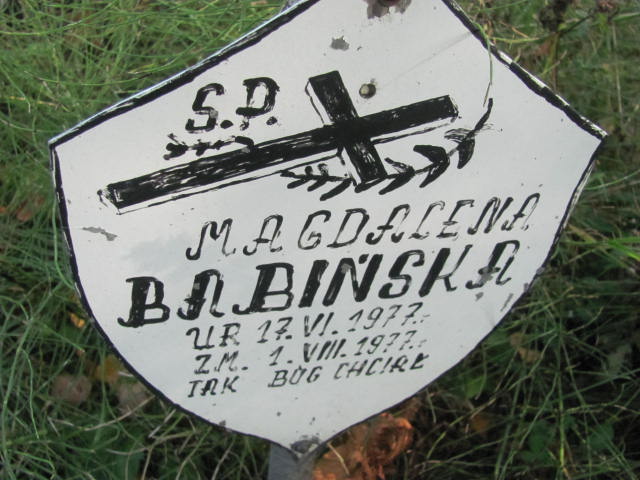 Ś.P.
MAGDALENA
BABIŃSKA
UR 17. VI. 1977.
ZM. 1. VIII. 1977.
TAK BÓG CHCIAŁ